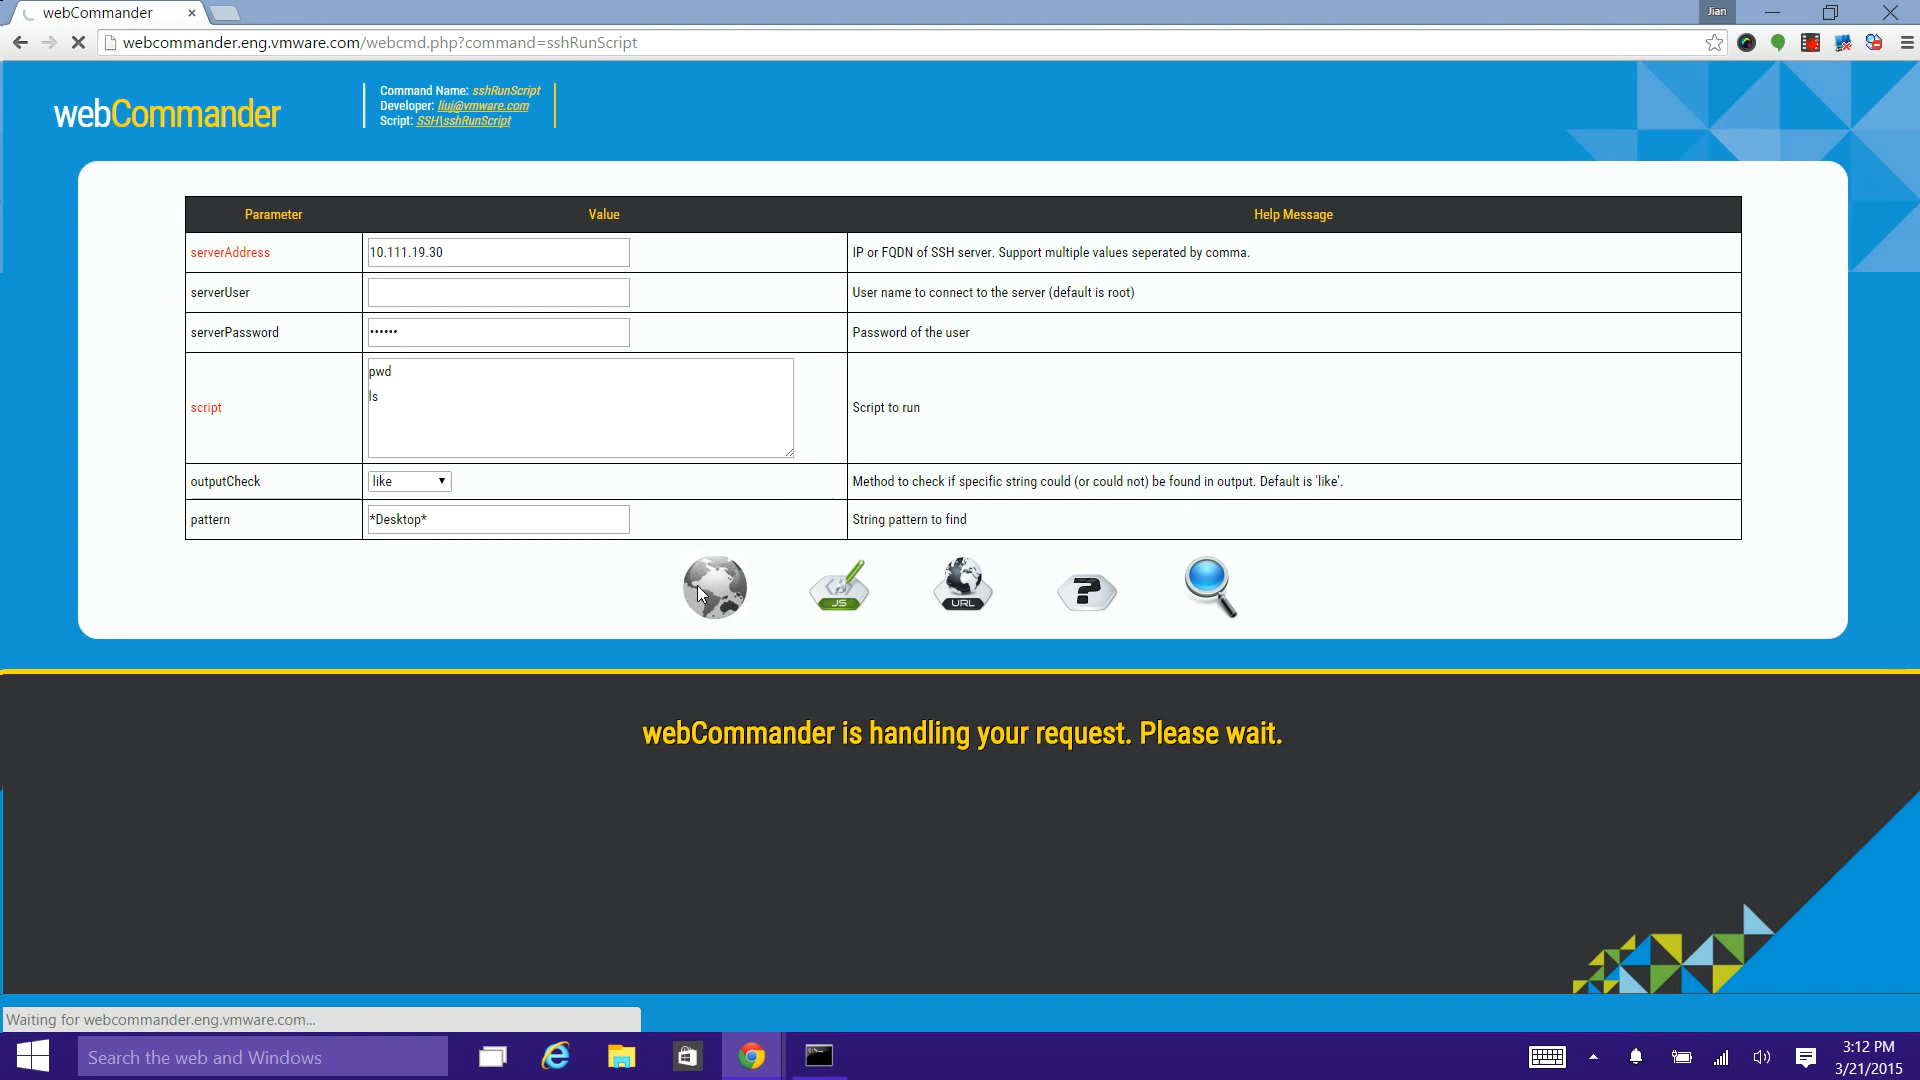 webCommander
Jian
webcommander.eng.vmware.com/webcmd.php?command=sshRunScript
webCommander
Command Name: sshRunScript
Developer: liuj@vmware.com
Script: SSH\sshRunScript
Parameter Value Help Message
serverAddress 10.111.19.30 IP or FQDN of SSH server. Support multiple values seperated by comma.
serverUser User name to connect to the server (default is root)
serverPassword •••••• Password of the user
pwd
ls
script Script to run
outputCheck like Method to check if specific string could (or could not) be found in output. Default is 'like'.
pattern *Desktop* String pattern to find
JS URL ?
webCommander is handling your request. Please wait.
Waiting for webcommander.eng.vmware.com...
Search the web and Windows
3:12 PM
3/21/2015